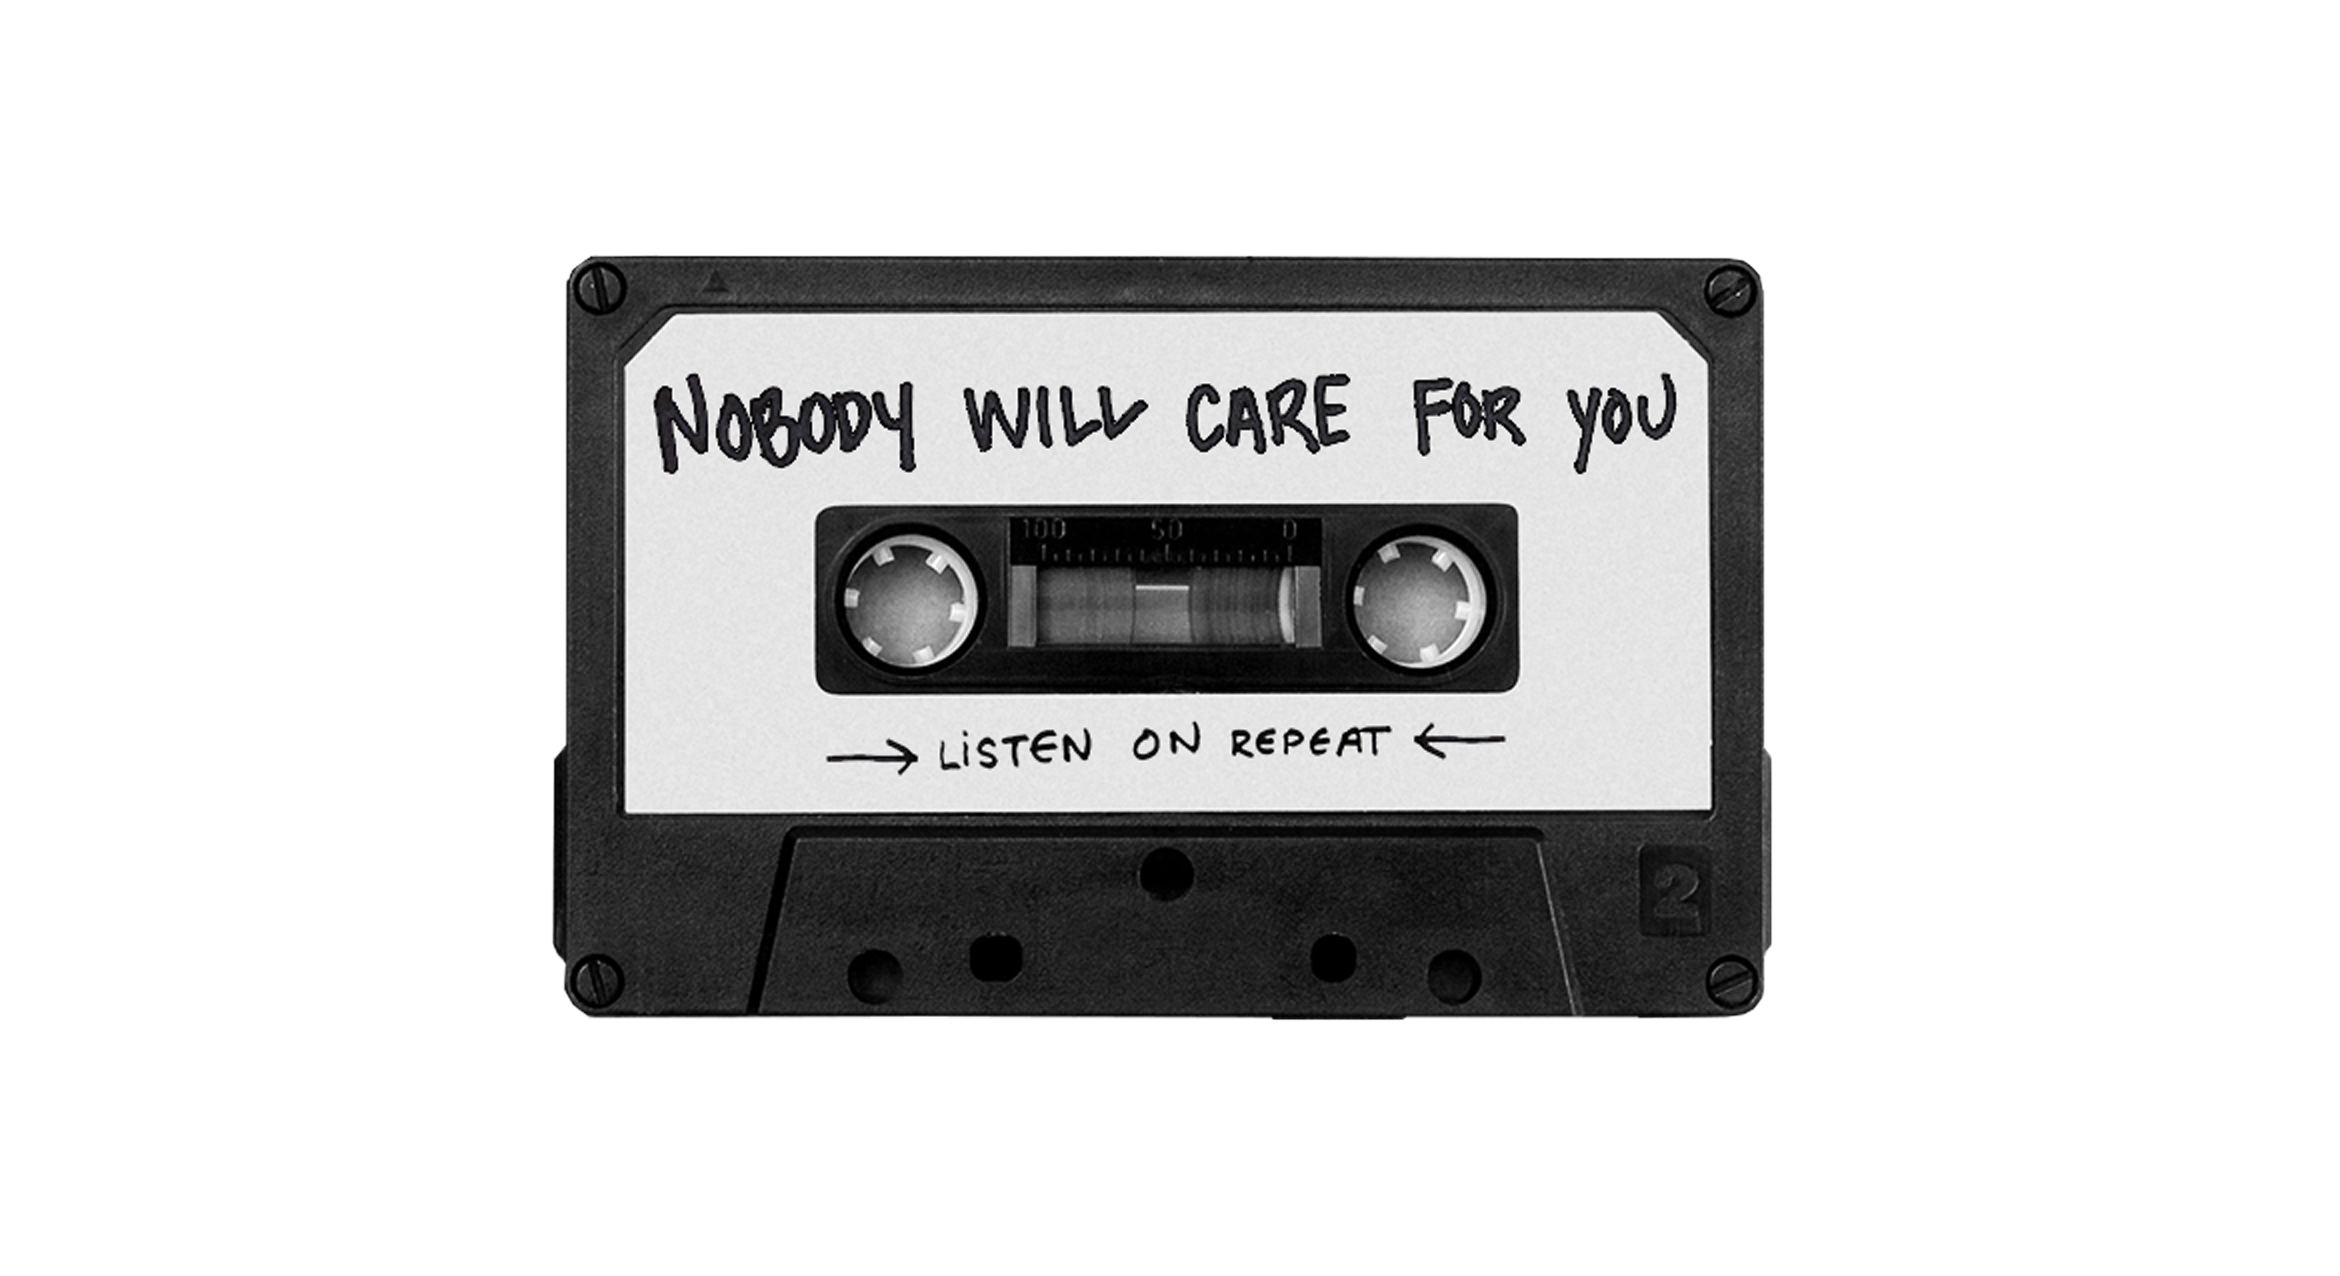 NOBODY WILL CARE FOR YOU
100 50 0
→ LISTEN ON REPEAT ←
2